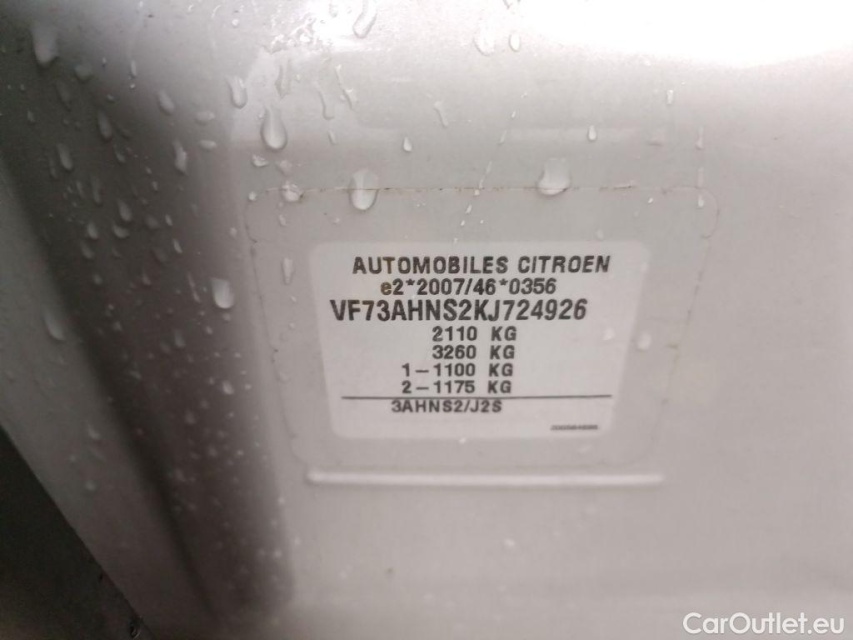 AUTOMOBILES CITROEN
e2*2007/46*0356
VF73AHNS2KJ724926
2110 KG
3260 KG
1-1100 KG
2-1175 KG
3AHNS2/J2S
CarOutlet.eu